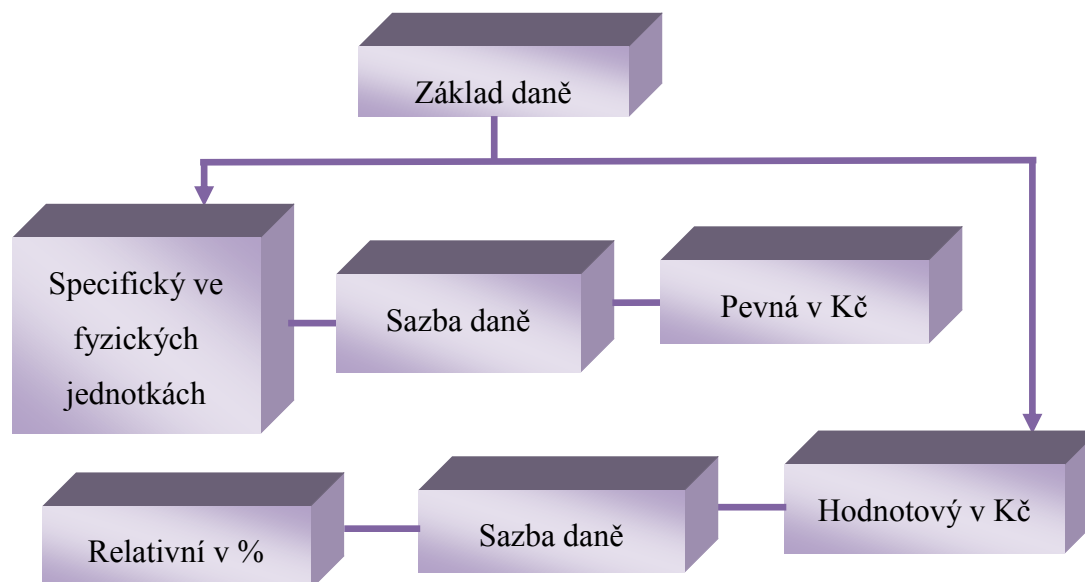 Základ daně
Specifický ve
fyzických
jednotkách
Sazba daně
Pevná v Kč
Hodnotový v Kč
Sazba daně
Relativní v %